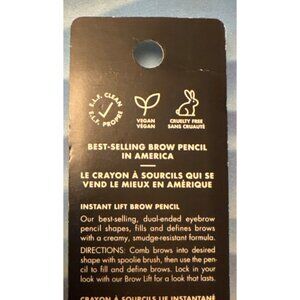 E.L.F. CLEAN
E.L.F. PROPRE
VEGAN
VÉGAN
CRUELTY FREE
SANS CRUAUTÉ
BEST-SELLING BROW PENCIL
IN AMERICA
LE CRAYON À SOURCILS QUI SE
VEND LE MIEUX EN AMÉRIQUE
INSTANT LIFT BROW PENCIL
Our best-selling, dual-ended eyebrow
pencil shapes, fills and defines brows
with a creamy, smudge-resistant formula.
DIRECTIONS: Comb brows into desired
shape with spoolie brush, then use the pen-
cil to fill and define brows. Lock in your
look with our Brow Lift for a look that lasts.
CRAYON À SOURCILS LIF INSTANTANÉ